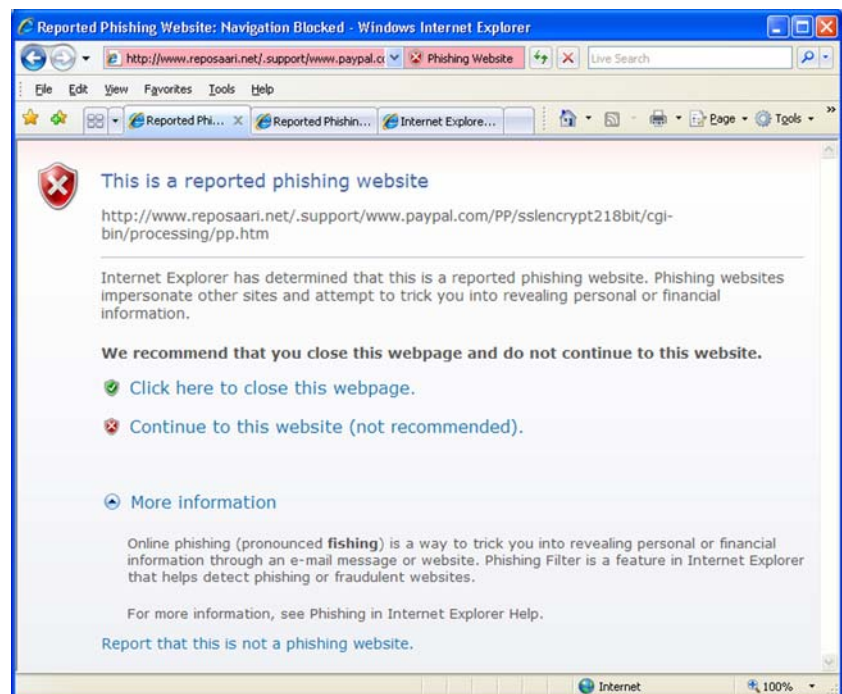 Reported Phishing Website: Navigation Blocked - Windows Internet Explorer
http://www.reposaari.net/.support/www.paypal.co Phishing Website Live Search
File Edit View Favorites Tools Help
Reported Phi... Reported Phishin... Internet Explore... Page Tools
This is a reported phishing website
http://www.reposaari.net/.support/www.paypal.com/PP/sslencrypt218bit/cgi-
bin/processing/pp.htm
Internet Explorer has determined that this is a reported phishing website. Phishing websites
impersonate other sites and attempt to trick you into revealing personal or financial
information.
We recommend that you close this webpage and do not continue to this website.
Click here to close this webpage.
Continue to this website (not recommended).
More information
Online phishing (pronounced fishing) is a way to trick you into revealing personal or financial
information through an e-mail message or website. Phishing Filter is a feature in Internet Explorer
that helps detect phishing or fraudulent websites.
For more information, see Phishing in Internet Explorer Help.
Report that this is not a phishing website.
Internet 100%